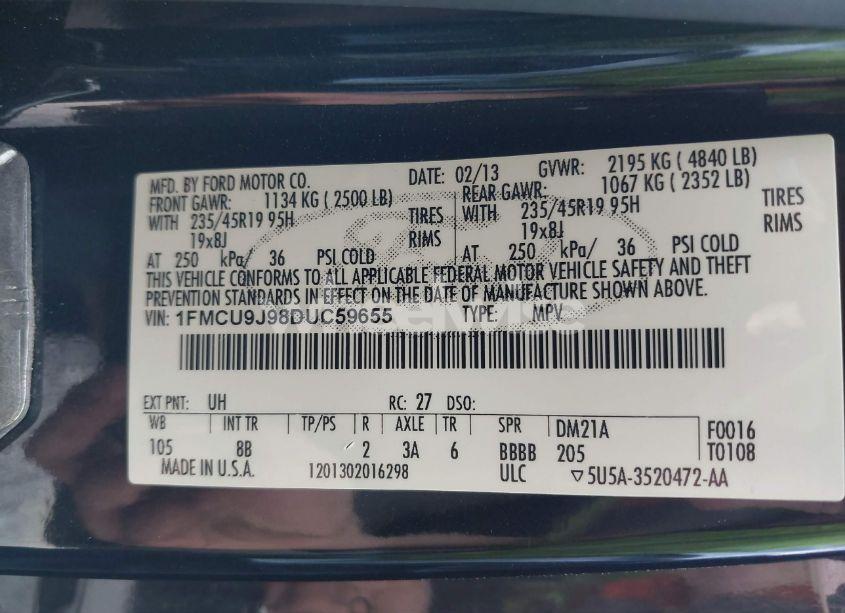 MFD. BY FORD MOTOR CO. DATE: 02/13 GVWR: 2195 KG ( 4840 LB)
FRONT GAWR: 1134 KG ( 2500 LB) REAR GAWR: 1067 KG ( 2352 LB)
WITH 235/45R19 95H TIRES WITH 235/45R19 95H TIRES
19x8J RIMS 19x8J RIMS
AT 250 kPa/ 36 PSI COLD AT 250 kPa/ 36 PSI COLD
THIS VEHICLE CONFORMS TO ALL APPLICABLE FEDERAL MOTOR VEHICLE SAFETY AND THEFT
PREVENTION STANDARDS IN EFFECT ON THE DATE OF MANUFACTURE SHOWN ABOVE.
VIN: 1FMCU9J98DUC59655 TYPE: MPV
EXT PNT: UH RC: 27 DSO:
WB INT TR TP/PS R AXLE TR SPR DM21A F0016
105 8B 2 3A 6 BBBB 205 T0108
MADE IN U.S.A. 1201302016298 ULC ▽5U5A-3520472-AA